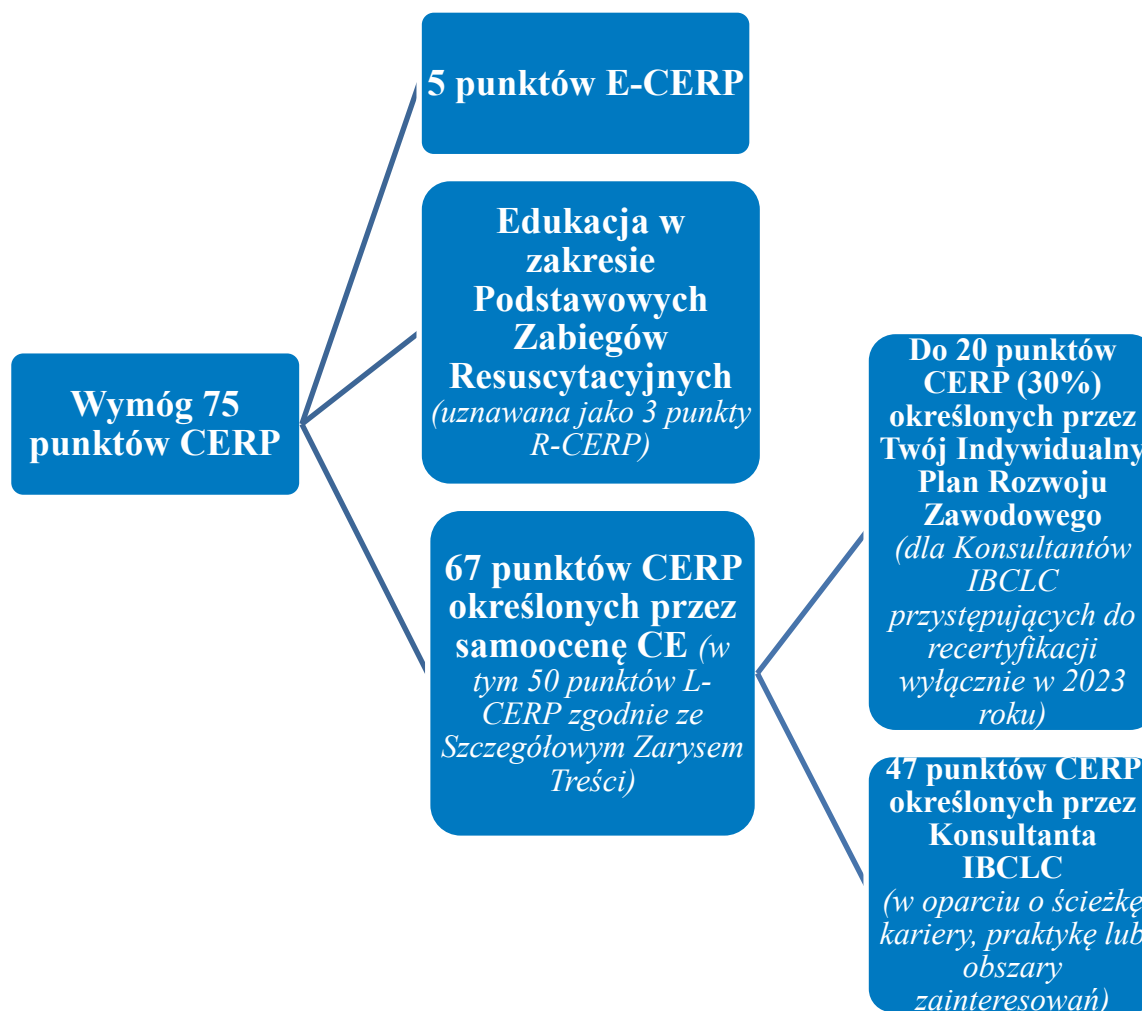 Wymóg 75
punktów CERP
5 punktów E-CERP
Edukacja w
zakresie
Podstawowych
Zabiegów
Resuscytacyjnych
(uznawana jako 3 punkty
R-CERP)
67 punktów CERP
określonych przez
samoocenę CE (w
tym 50 punktów L-
CERP zgodnie ze
Szczegółowym Zarysem
Treści)
Do 20 punktów
CERP (30%)
określonych przez
Twój Indywidualny
Plan Rozwoju
Zawodowego
(dla Konsultantów
IBCLC
przystępujących do
recertyfikacji
wyłącznie w 2023
roku)
47 punktów CERP
określonych przez
Konsultanta
IBCLC
(w oparciu o ścieżkę
kariery, praktykę lub
obszary
zainteresowań)